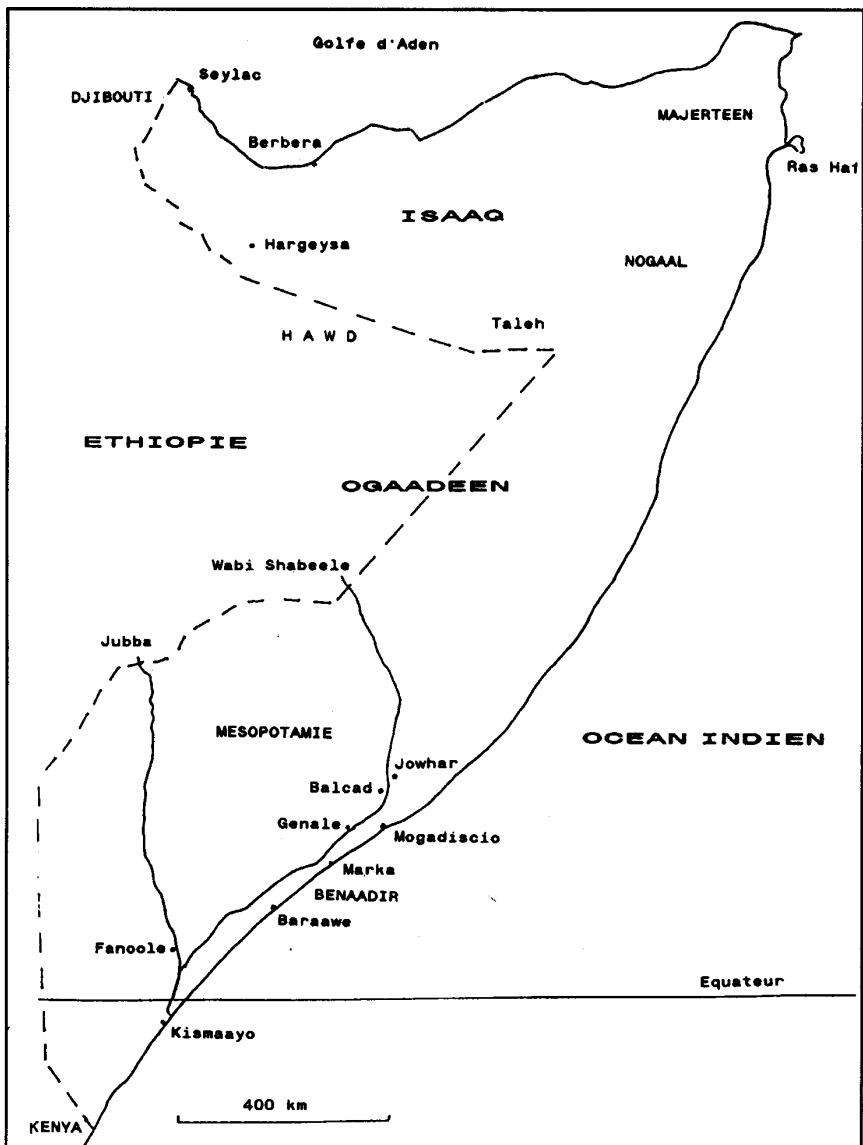 Golfe d'Aden
Seylac
DJIBOUTI
MAJERTEEN
Berbera
Ras Haf
ISAAQ
Hargeysa
NOGAAL
Taleh
HAWD
ETHIOPIE
OGAADEEN
Wabi Shabeele
Jubba
MESOPOTAMIE
OCEAN INDIEN
Jowhar
Balcad
Genale
Mogadiscio
Marka
BENAADIR
Baraawe
Fanoole
Equateur
Kismaayo
400 km
KENYA